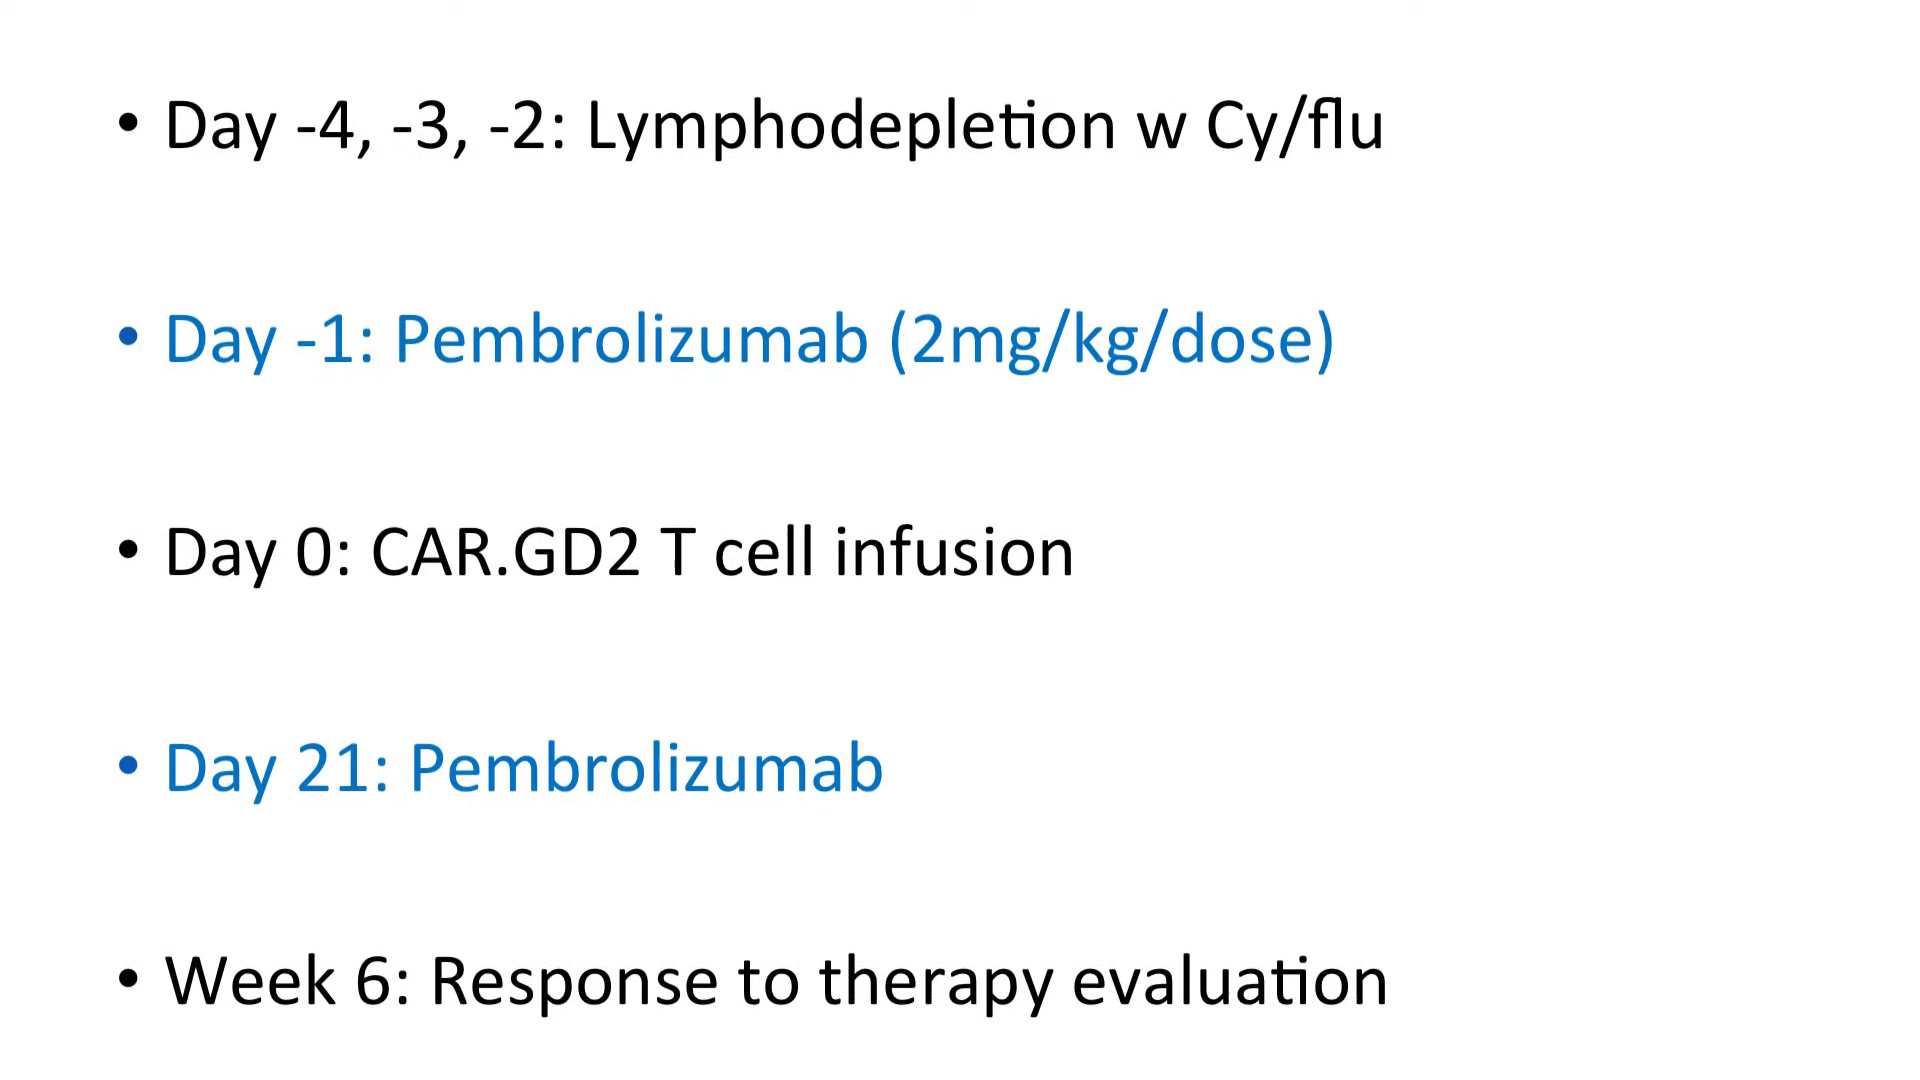 • Day -4, -3, -2: Lymphodepletion w Cy/flu
• Day -1: Pembrolizumab (2mg/kg/dose)
• Day 0: CAR.GD2 T cell infusion
• Day 21: Pembrolizumab
• Week 6: Response to therapy evaluation